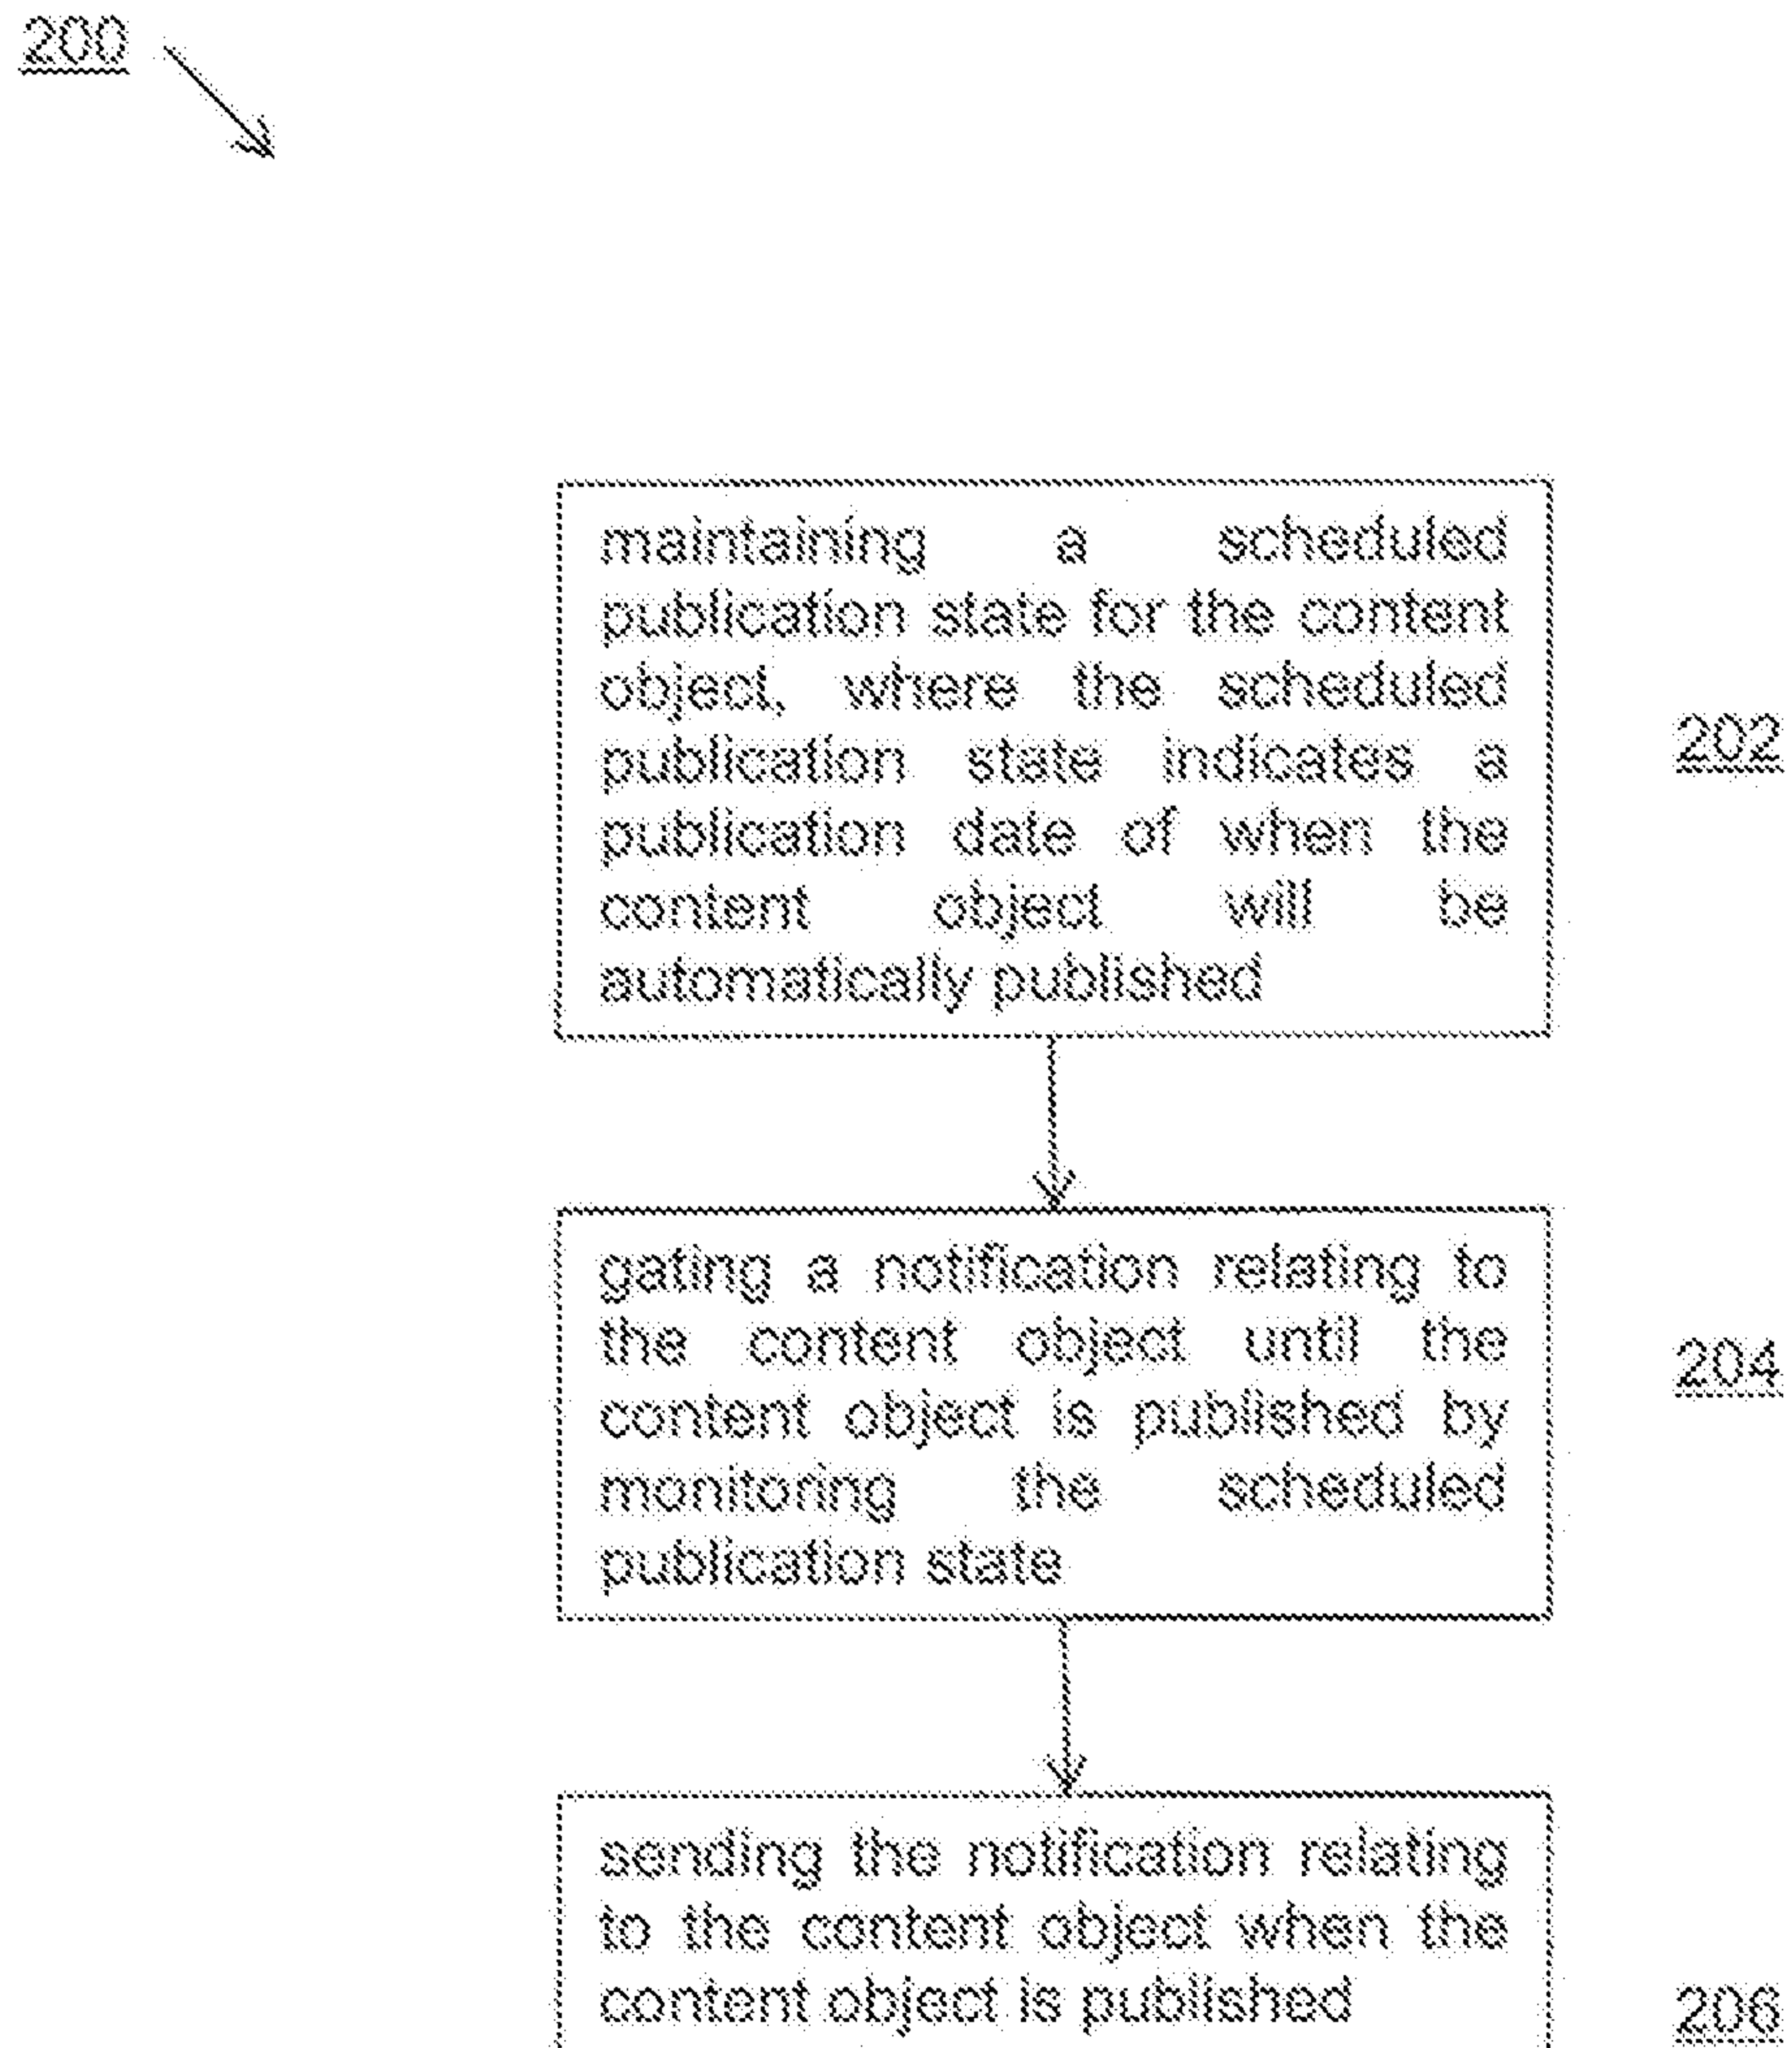 200
maintaining a scheduled
publication state for the content
object, where the scheduled
publication state indicates a
publication date of when the
content object will be
automatically published
202
gating a notification relating to
the content object until the
content object is published by
monitoring the scheduled
publication state
204
sending the notification relating
to the content object when the
content object is published
206